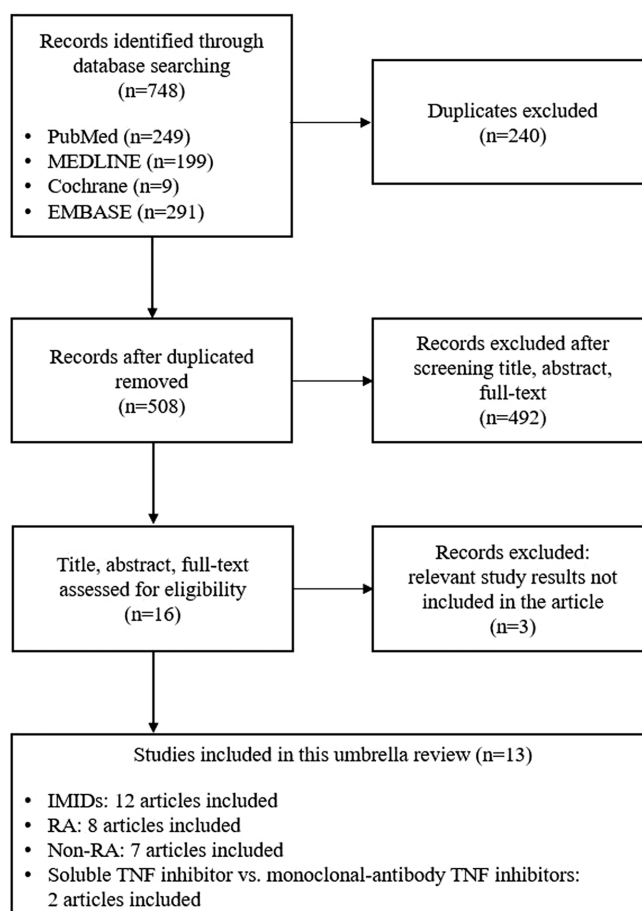 Records identified through
database searching
(n=748)
• PubMed (n=249)
• MEDLINE (n=199)
• Cochrane (n=9)
• EMBASE (n=291)
Duplicates excluded
(n=240)
Records after duplicated
removed
(n=508)
Records excluded after
screening title, abstract,
full-text
(n=492)
Title, abstract, full-text
assessed for eligibility
(n=16)
Records excluded:
relevant study results not
included in the article
(n=3)
Studies included in this umbrella review (n=13)
• IMIDs: 12 articles included
• RA: 8 articles included
• Non-RA: 7 articles included
• Soluble TNF inhibitor vs. monoclonal-antibody TNF inhibitors:
2 articles included